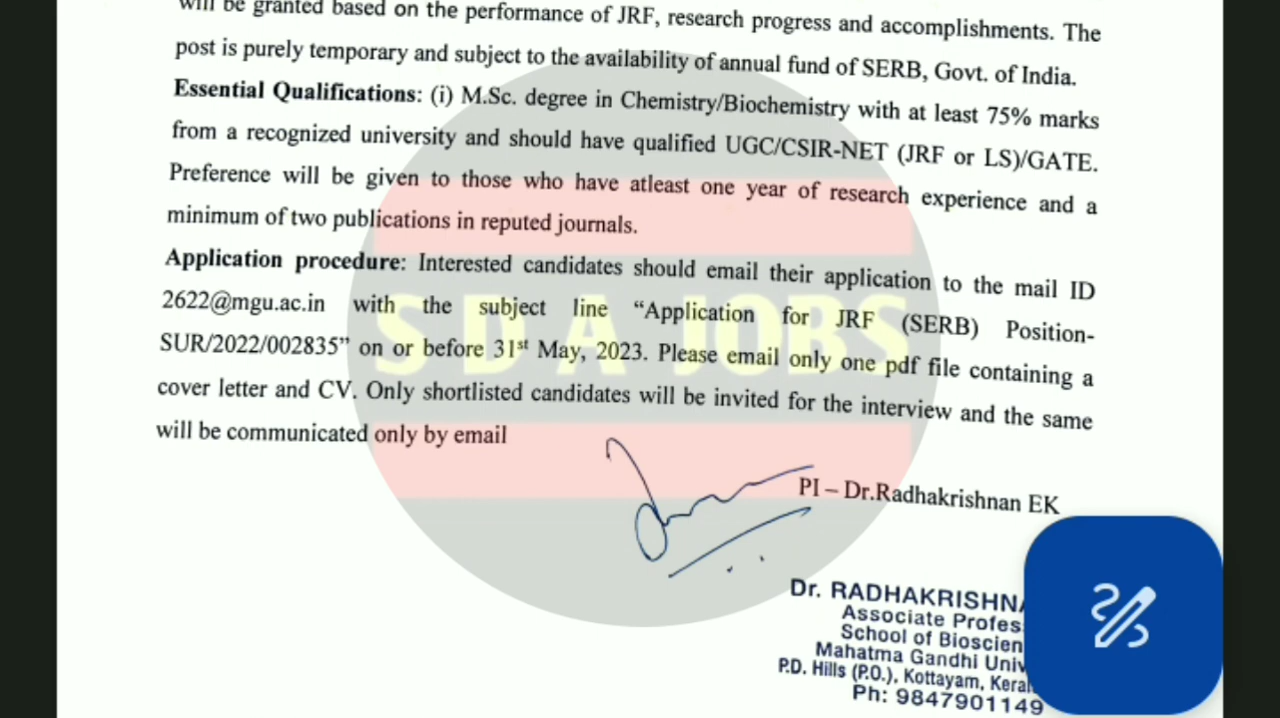 will be granted based on the performance of JRF, research progress and accomplishments. The
post is purely temporary and subject to the availability of annual fund of SERB, Govt. of India.
Essential Qualifications: (i) M.Sc. degree in Chemistry/Biochemistry with at least 75% marks
from a recognized university and should have qualified UGC/CSIR-NET (JRF or LS)/GATE.
Preference will be given to those who have atleast one year of research experience and a
minimum of two publications in reputed journals.
Application procedure: Interested candidates should email their application to the mail ID
2622@mgu.ac.in with the subject line “Application for JRF (SERB) Position-
SUR/2022/002835” on or before 31st May, 2023. Please email only one pdf file containing a
cover letter and CV. Only shortlisted candidates will be invited for the interview and the same
will be communicated only by email
SDA JOBS
PI – Dr.Radhakrishnan EK
Dr. RADHAKRISHNA
Associate Profes
School of Bioscien
Mahatma Gandhi Univ
P.D. Hills (P.O.), Kottayam, Keral
Ph: 9847901149